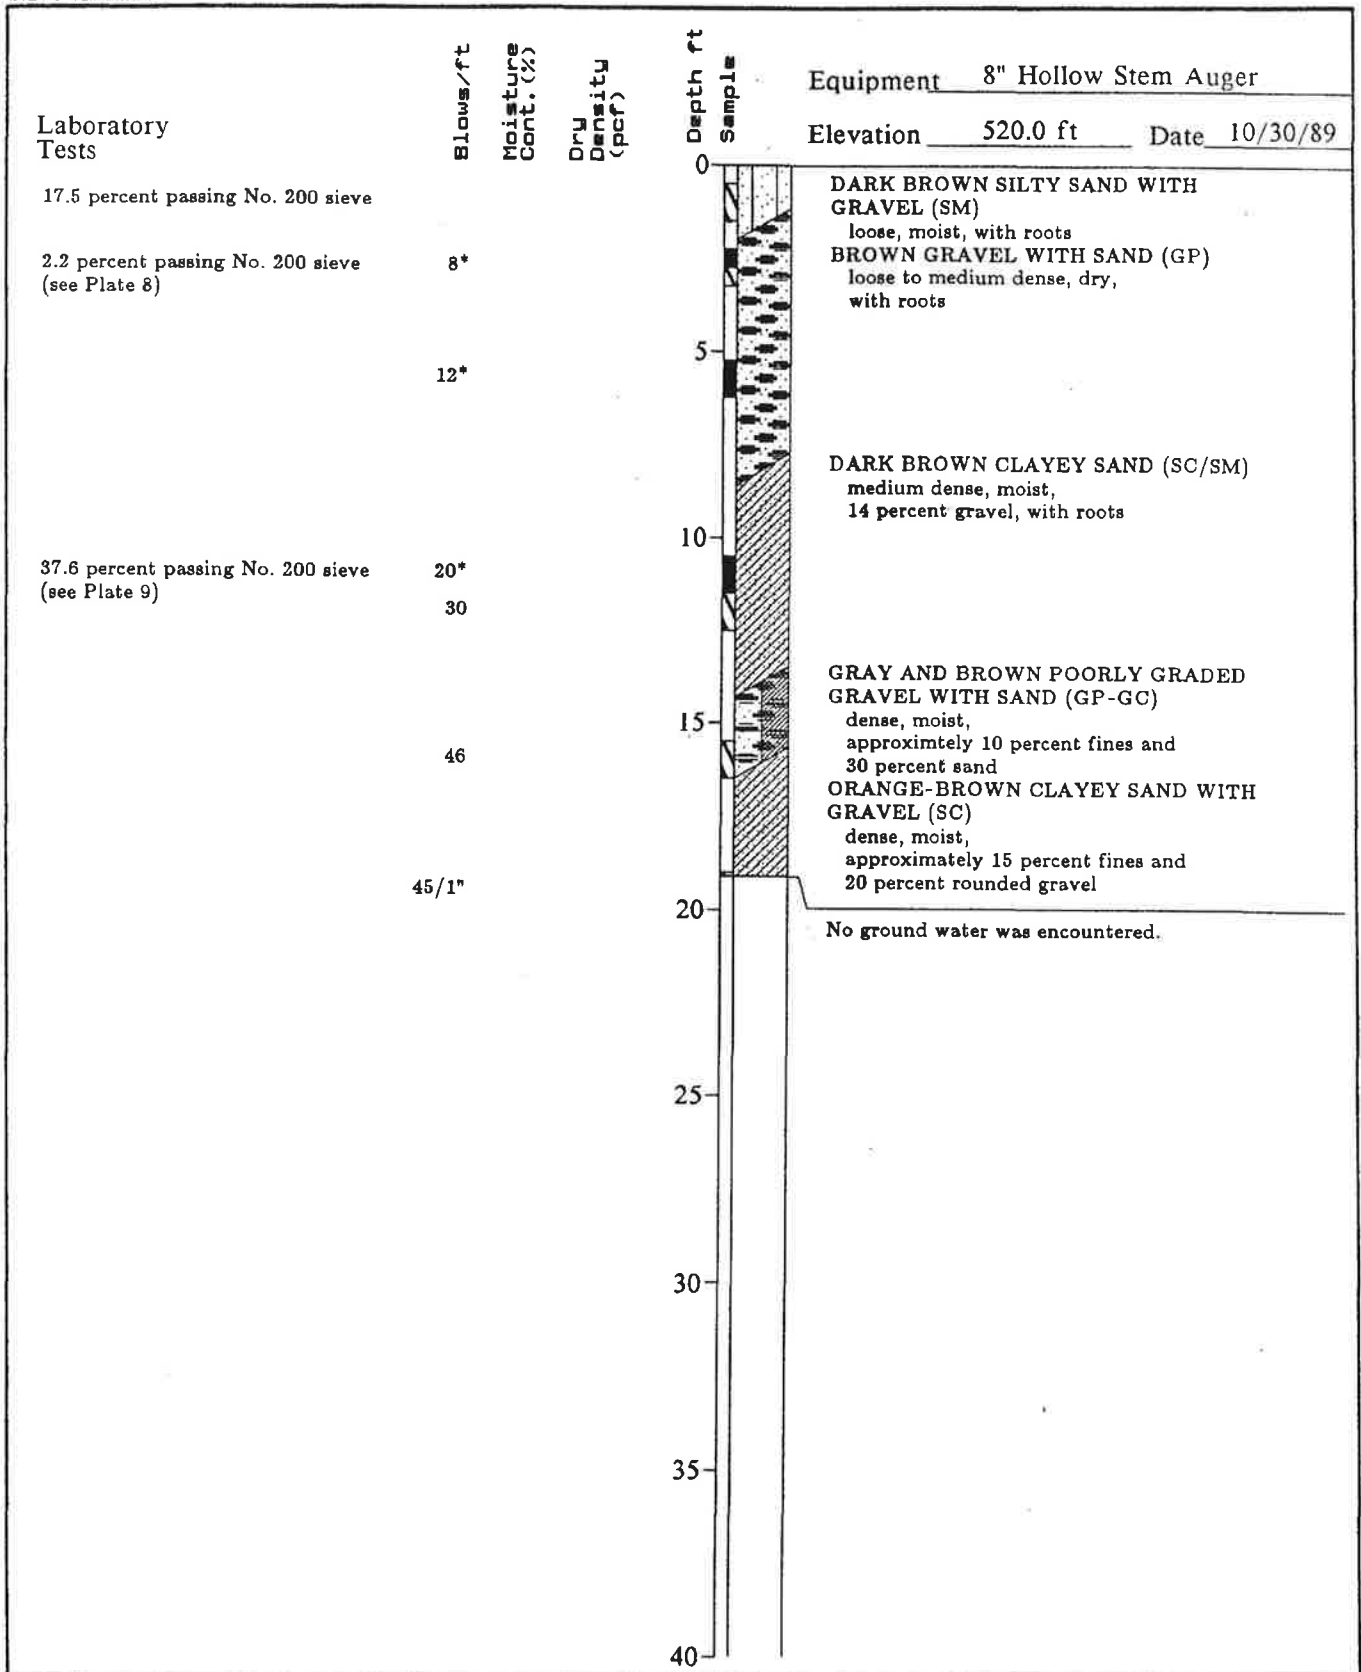 Equipment 8" Hollow Stem Auger
Elevation 520.0 ft Date 10/30/89
Laboratory
Tests
Blows/ft
Moisture
Cont.(%)
Dry
Density
(pcf)
Depth ft
Sample
0
17.5 percent passing No. 200 sieve
DARK BROWN SILTY SAND WITH
GRAVEL (SM)
loose, moist, with roots
2.2 percent passing No. 200 sieve
(see Plate 8)
8*
BROWN GRAVEL WITH SAND (GP)
loose to medium dense, dry,
with roots
5
12*
DARK BROWN CLAYEY SAND (SC/SM)
medium dense, moist,
14 percent gravel, with roots
10
37.6 percent passing No. 200 sieve
(see Plate 9)
20*
30
GRAY AND BROWN POORLY GRADED
GRAVEL WITH SAND (GP-GC)
dense, moist,
approximtely 10 percent fines and
30 percent sand
15
46
ORANGE-BROWN CLAYEY SAND WITH
GRAVEL (SC)
dense, moist,
approximately 15 percent fines and
20 percent rounded gravel
45/1"
20
No ground water was encountered.
25
30
35
40